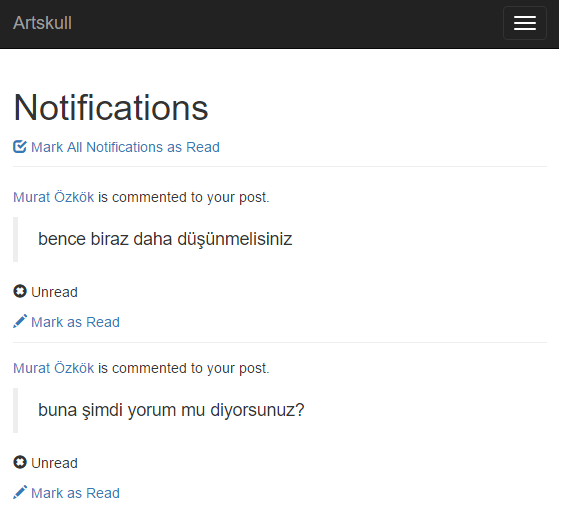 Artskull
Notifications
Mark All Notifications as Read
Murat Özkök is commented to your post.
bence biraz daha düşünmelisiniz
Unread
Mark as Read
Murat Özkök is commented to your post.
buna şimdi yorum mu diyorsunuz?
Unread
Mark as Read